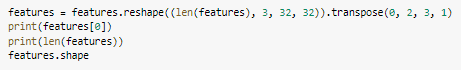 features = features.reshape((len(features), 3, 32, 32)).transpose(0, 2, 3, 1)
print(features[0])
print(len(features))
features.shape